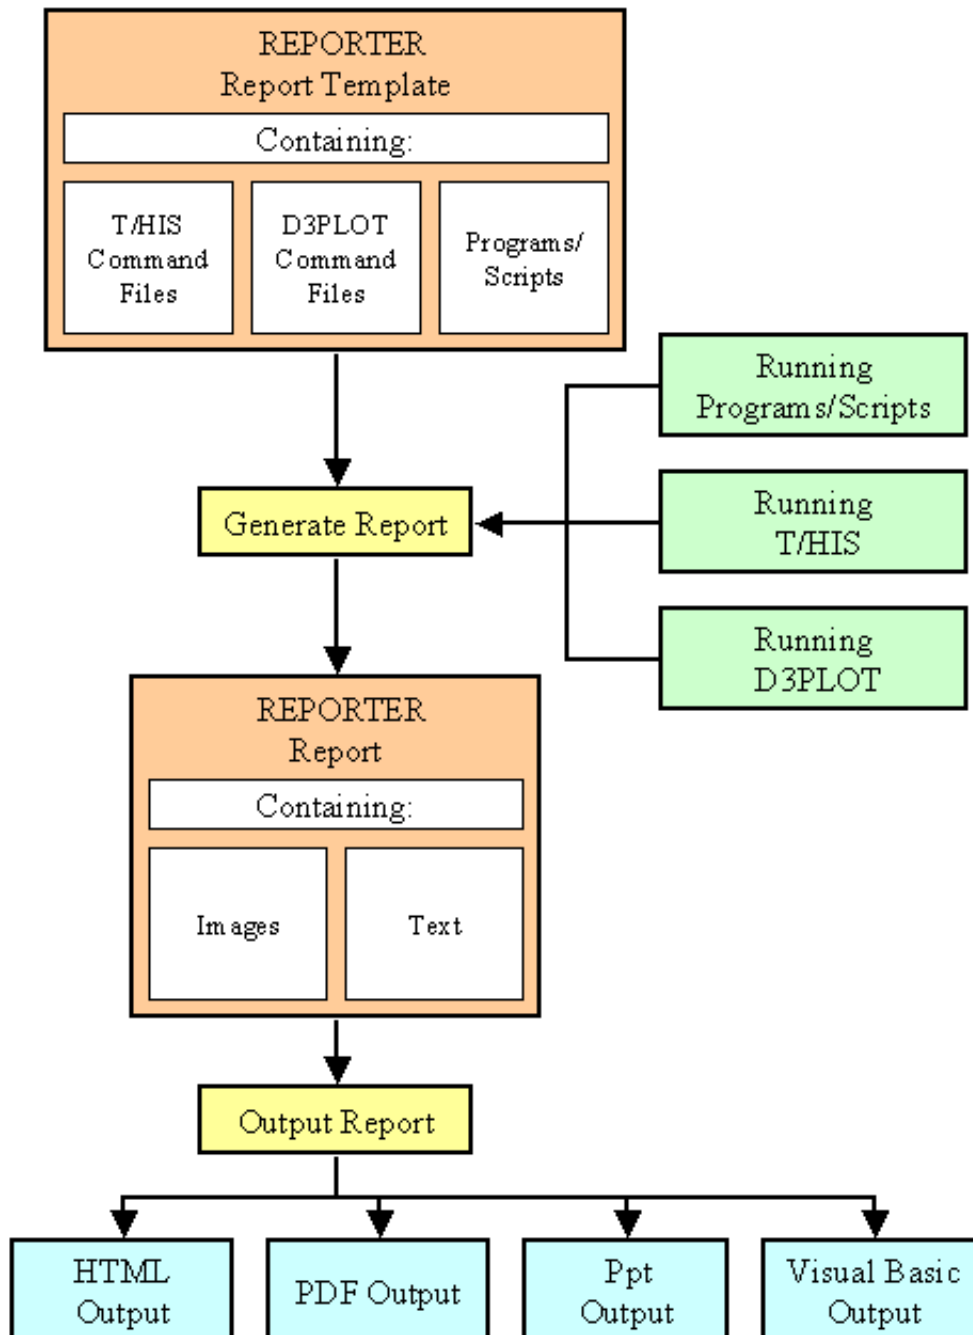 REPORTER
Report Template
Containing:
T/HIS
Command
Files
D3PLOT
Command
Files
Programs/
Scripts
Running
Programs/Scripts
Generate Report
Running
T/HIS
Running
D3PLOT
REPORTER
Report
Containing:
Images
Text
Output Report
HTML
Output
PDF Output
Ppt
Output
Visual Basic
Output